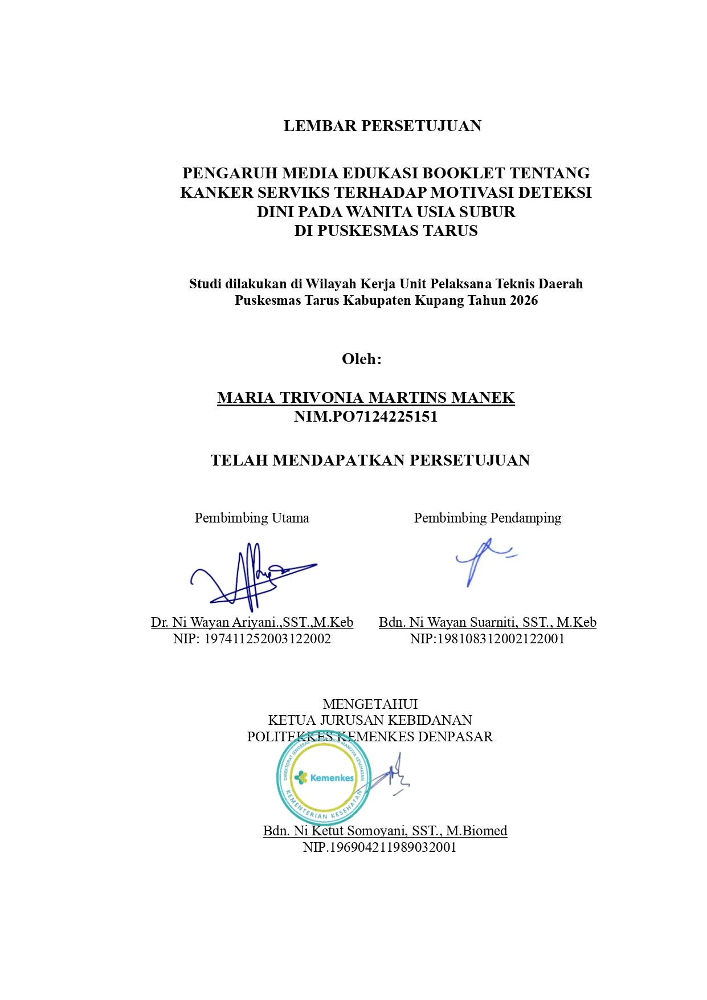 LEMBAR PERSETUJUAN
PENGARUH MEDIA EDUKASI BOOKLET TENTANG
KANKER SERVIKS TERHADAP MOTIVASI DETEKSI
DINI PADA WANITA USIA SUBUR
DI PUSKESMAS TARUS
Studi dilakukan di Wilayah Kerja Unit Pelaksana Teknis Daerah
Puskesmas Tarus Kabupaten Kupang Tahun 2026
Oleh:
MARIA TRIVONIA MARTINS MANEK
NIM.PO7124225151
TELAH MENDAPATKAN PERSETUJUAN
Pembimbing Utama
Dr. Ni Wayan Ariyani.,SST.,M.Keb
NIP: 197411252003122002
Pembimbing Pendamping
Bdn. Ni Wayan Suarniti, SST., M.Keb
NIP:198108312002122001
MENGETAHUI
KETUA JURUSAN KEBIDANAN
POLITEKKES KEMENKES DENPASAR
DIREKTORAT JENDERAL MANUSIA KESEHATAN
Kemenkes
KEMENTERIAN KESEHATAN
Bdn. Ni Ketut Somoyani, SST., M.Biomed
NIP.196904211989032001